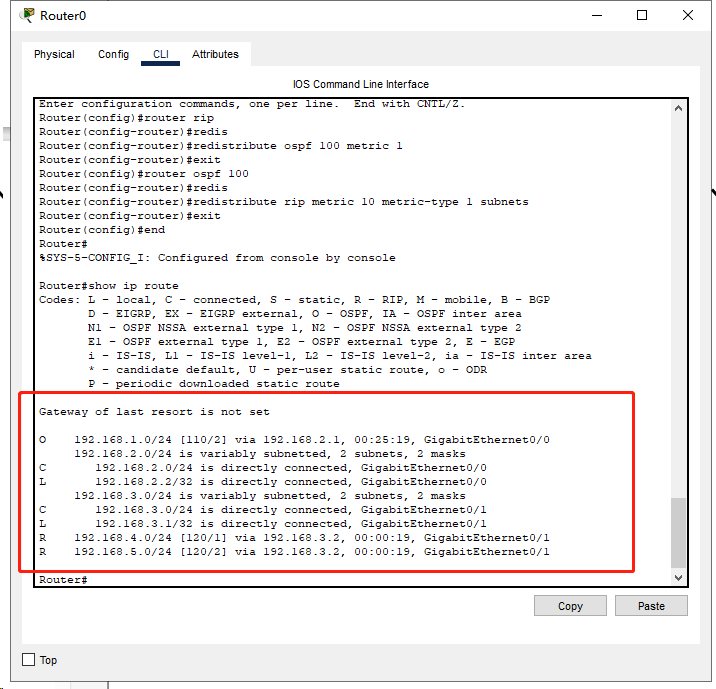 Router0
Physical Config CLI Attributes
IOS Command Line Interface
Enter configuration commands, one per line.  End with CNTL/Z.
Router(config)#router rip
Router(config-router)#redis
Router(config-router)#redistribute ospf 100 metric 1
Router(config-router)#exit
Router(config)#router ospf 100
Router(config-router)#redis
Router(config-router)#redistribute rip metric 10 metric-type 1 subnets
Router(config-router)#exit
Router(config)#end
Router#
%SYS-5-CONFIG_I: Configured from console by console
Router#show ip route
Codes: L - local, C - connected, S - static, R - RIP, M - mobile, B - BGP
D - EIGRP, EX - EIGRP external, O - OSPF, IA - OSPF inter area
N1 - OSPF NSSA external type 1, N2 - OSPF NSSA external type 2
E1 - OSPF external type 1, E2 - OSPF external type 2, E - EGP
i - IS-IS, L1 - IS-IS level-1, L2 - IS-IS level-2, ia - IS-IS inter area
* - candidate default, U - per-user static route, o - ODR
P - periodic downloaded static route
Gateway of last resort is not set
O    192.168.1.0/24 [110/2] via 192.168.2.1, 00:25:19, GigabitEthernet0/0
192.168.2.0/24 is variably subnetted, 2 subnets, 2 masks
C       192.168.2.0/24 is directly connected, GigabitEthernet0/0
L       192.168.2.2/32 is directly connected, GigabitEthernet0/0
192.168.3.0/24 is variably subnetted, 2 subnets, 2 masks
C       192.168.3.0/24 is directly connected, GigabitEthernet0/1
L       192.168.3.1/32 is directly connected, GigabitEthernet0/1
R    192.168.4.0/24 [120/1] via 192.168.3.2, 00:00:19, GigabitEthernet0/1
R    192.168.5.0/24 [120/2] via 192.168.3.2, 00:00:19, GigabitEthernet0/1
Router#
Copy Paste
Top